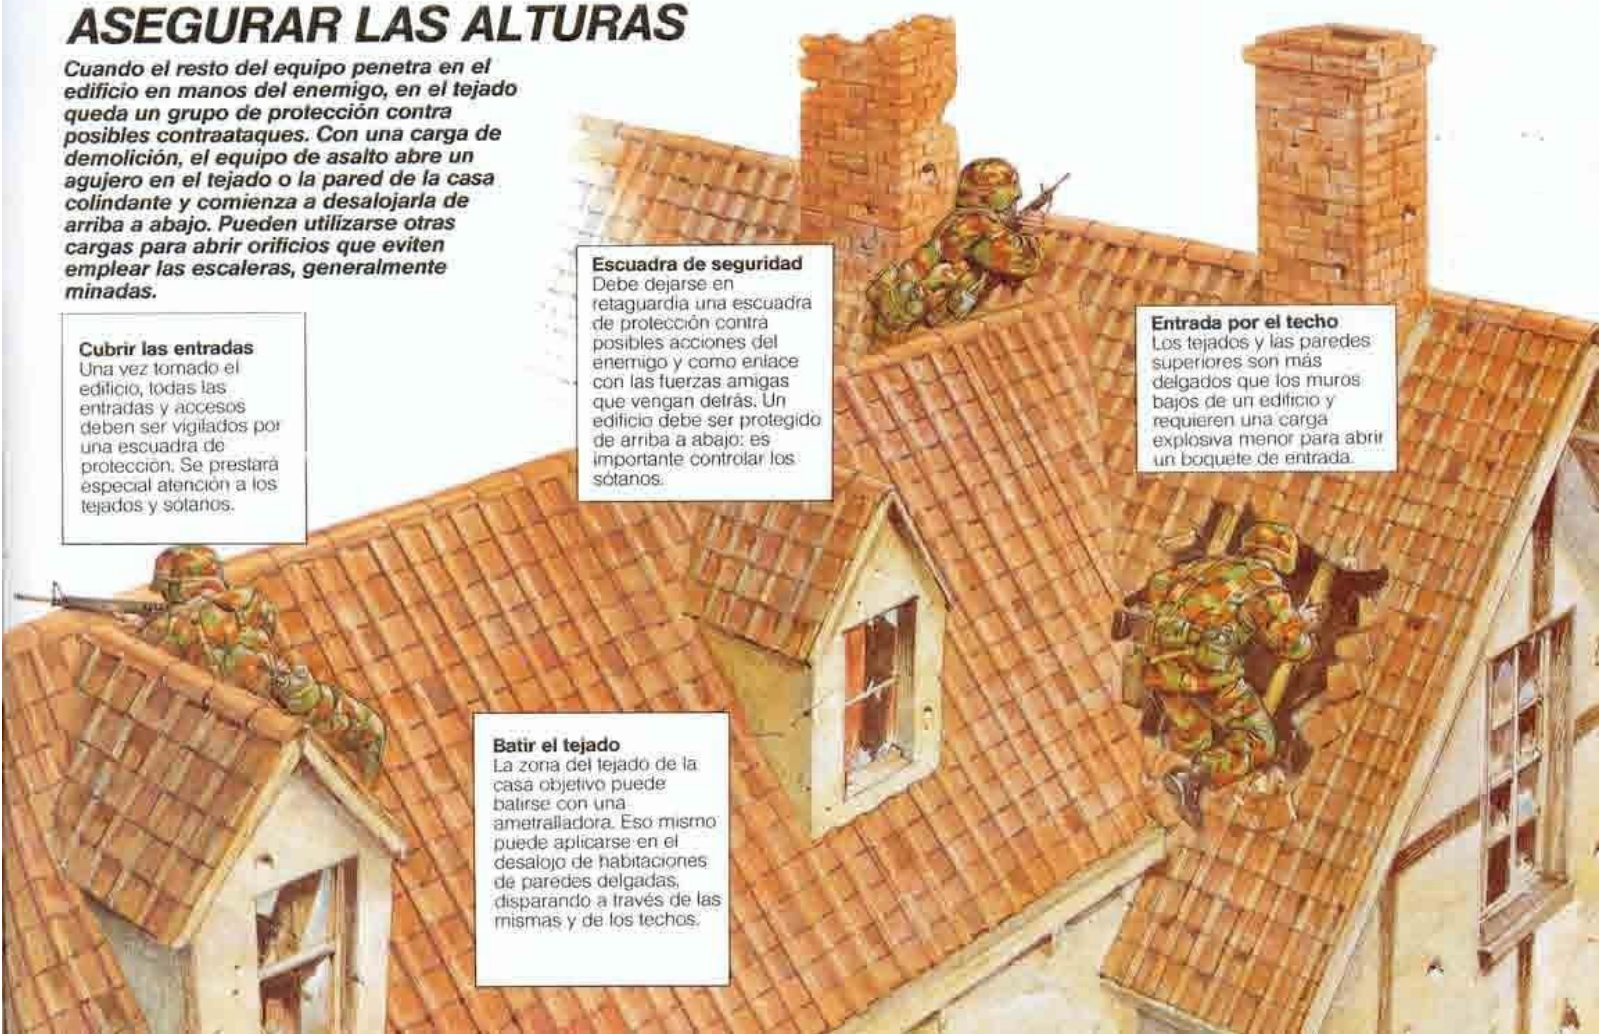 ASEGURAR LAS ALTURAS
Cuando el resto del equipo penetra en el
edificio en manos del enemigo, en el tejado
queda un grupo de protección contra
posibles contraataques. Con una carga de
demolición, el equipo de asalto abre un
agujero en el tejado o la pared de la casa
colindante y comienza a desalojarla de
arriba a abajo. Pueden utilizarse otras
cargas para abrir orificios que eviten
emplear las escaleras, generalmente
minadas.
Cubrir las entradas
Una vez tomado el
edificio, todas las
entradas y accesos
deben ser vigilados por
una escuadra de
protección. Se prestará
especial atención a los
tejados y sótanos.
Escuadra de seguridad
Debe dejarse en
retaguardia una escuadra
de protección contra
posibles acciones del
enemigo y como enlace
con las fuerzas amigas
que vengan detrás. Un
edificio debe ser protegido
de arriba a abajo: es
importante controlar los
sótanos.
Entrada por el techo
Los tejados y las paredes
superiores son más
delgados que los muros
bajos de un edificio y
requieren una carga
explosiva menor para abrir
un boquete de entrada.
Batir el tejado
La zona del tejado de la
casa objetivo puede
batirse con una
ametralladora. Eso mismo
puede aplicarse en el
desalojo de habitaciones
de paredes delgadas,
disparando a través de las
mismas y de los techos.